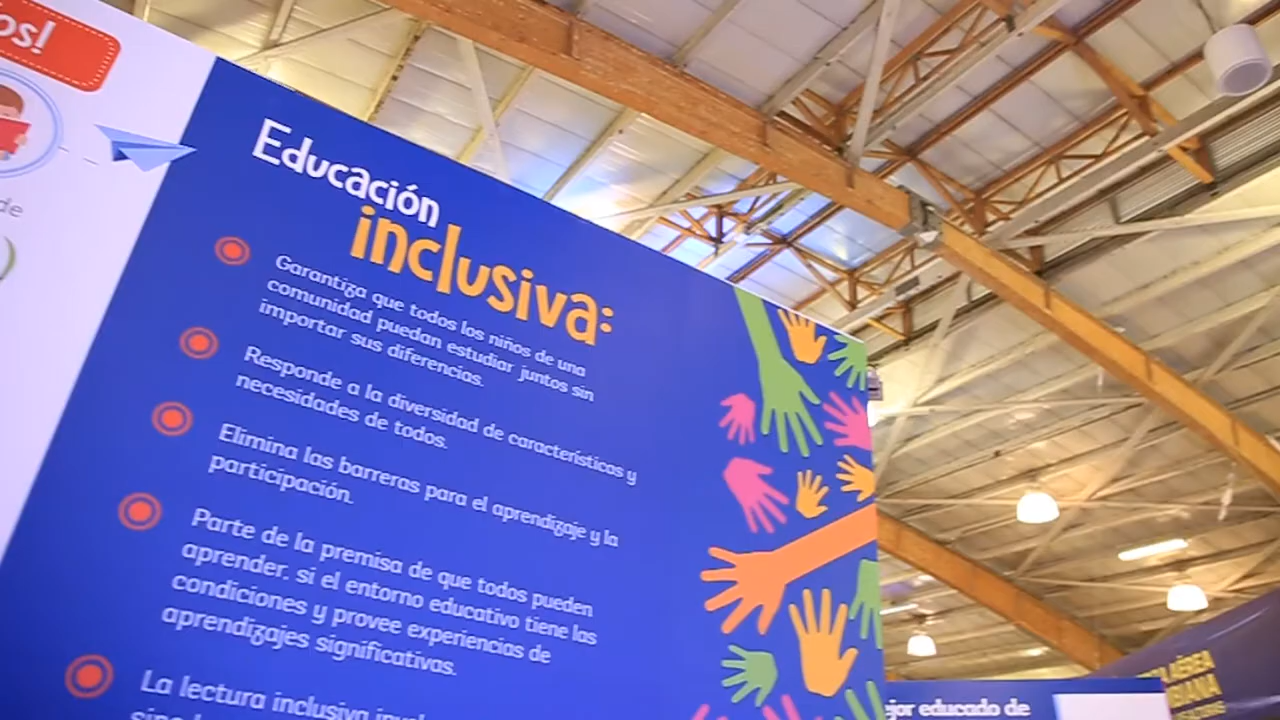 os!
de
Educación
inclusiva:
Garantiza que todos los niños de una
comunidad puedan estudiar juntos sin
importar sus diferencias.
Responde a la diversidad de características y
necesidades de todos.
Elimina las barreras para el aprendizaje y la
participación.
Parte de la premisa de que todos pueden
aprender, si el entorno educativo tiene las
condiciones y provee experiencias de
aprendizajes significativas.
La lectura inclusiva
educado de